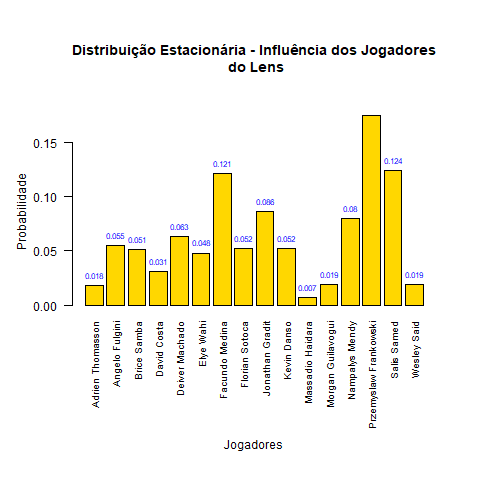 Distribuição Estacionária - Influência dos Jogadores
do Lens
Probabilidade
0.15
0.10
0.05
0.00
0.018
0.055
0.051
0.031
0.063
0.048
0.121
0.052
0.086
0.052
0.007
0.019
0.08
0.124
0.019
Adrien Thomasson
Angelo Fulgini
Brice Samba
David Costa
Deiver Machado
Elye Wahi
Facundo Medina
Florian Sotoca
Jonathan Gradit
Kevin Danso
Massadio Haidara
Morgan Guilavogui
Nampalys Mendy
Przemyslaw Frankowski
Salis Samed
Wesley Said
Jogadores